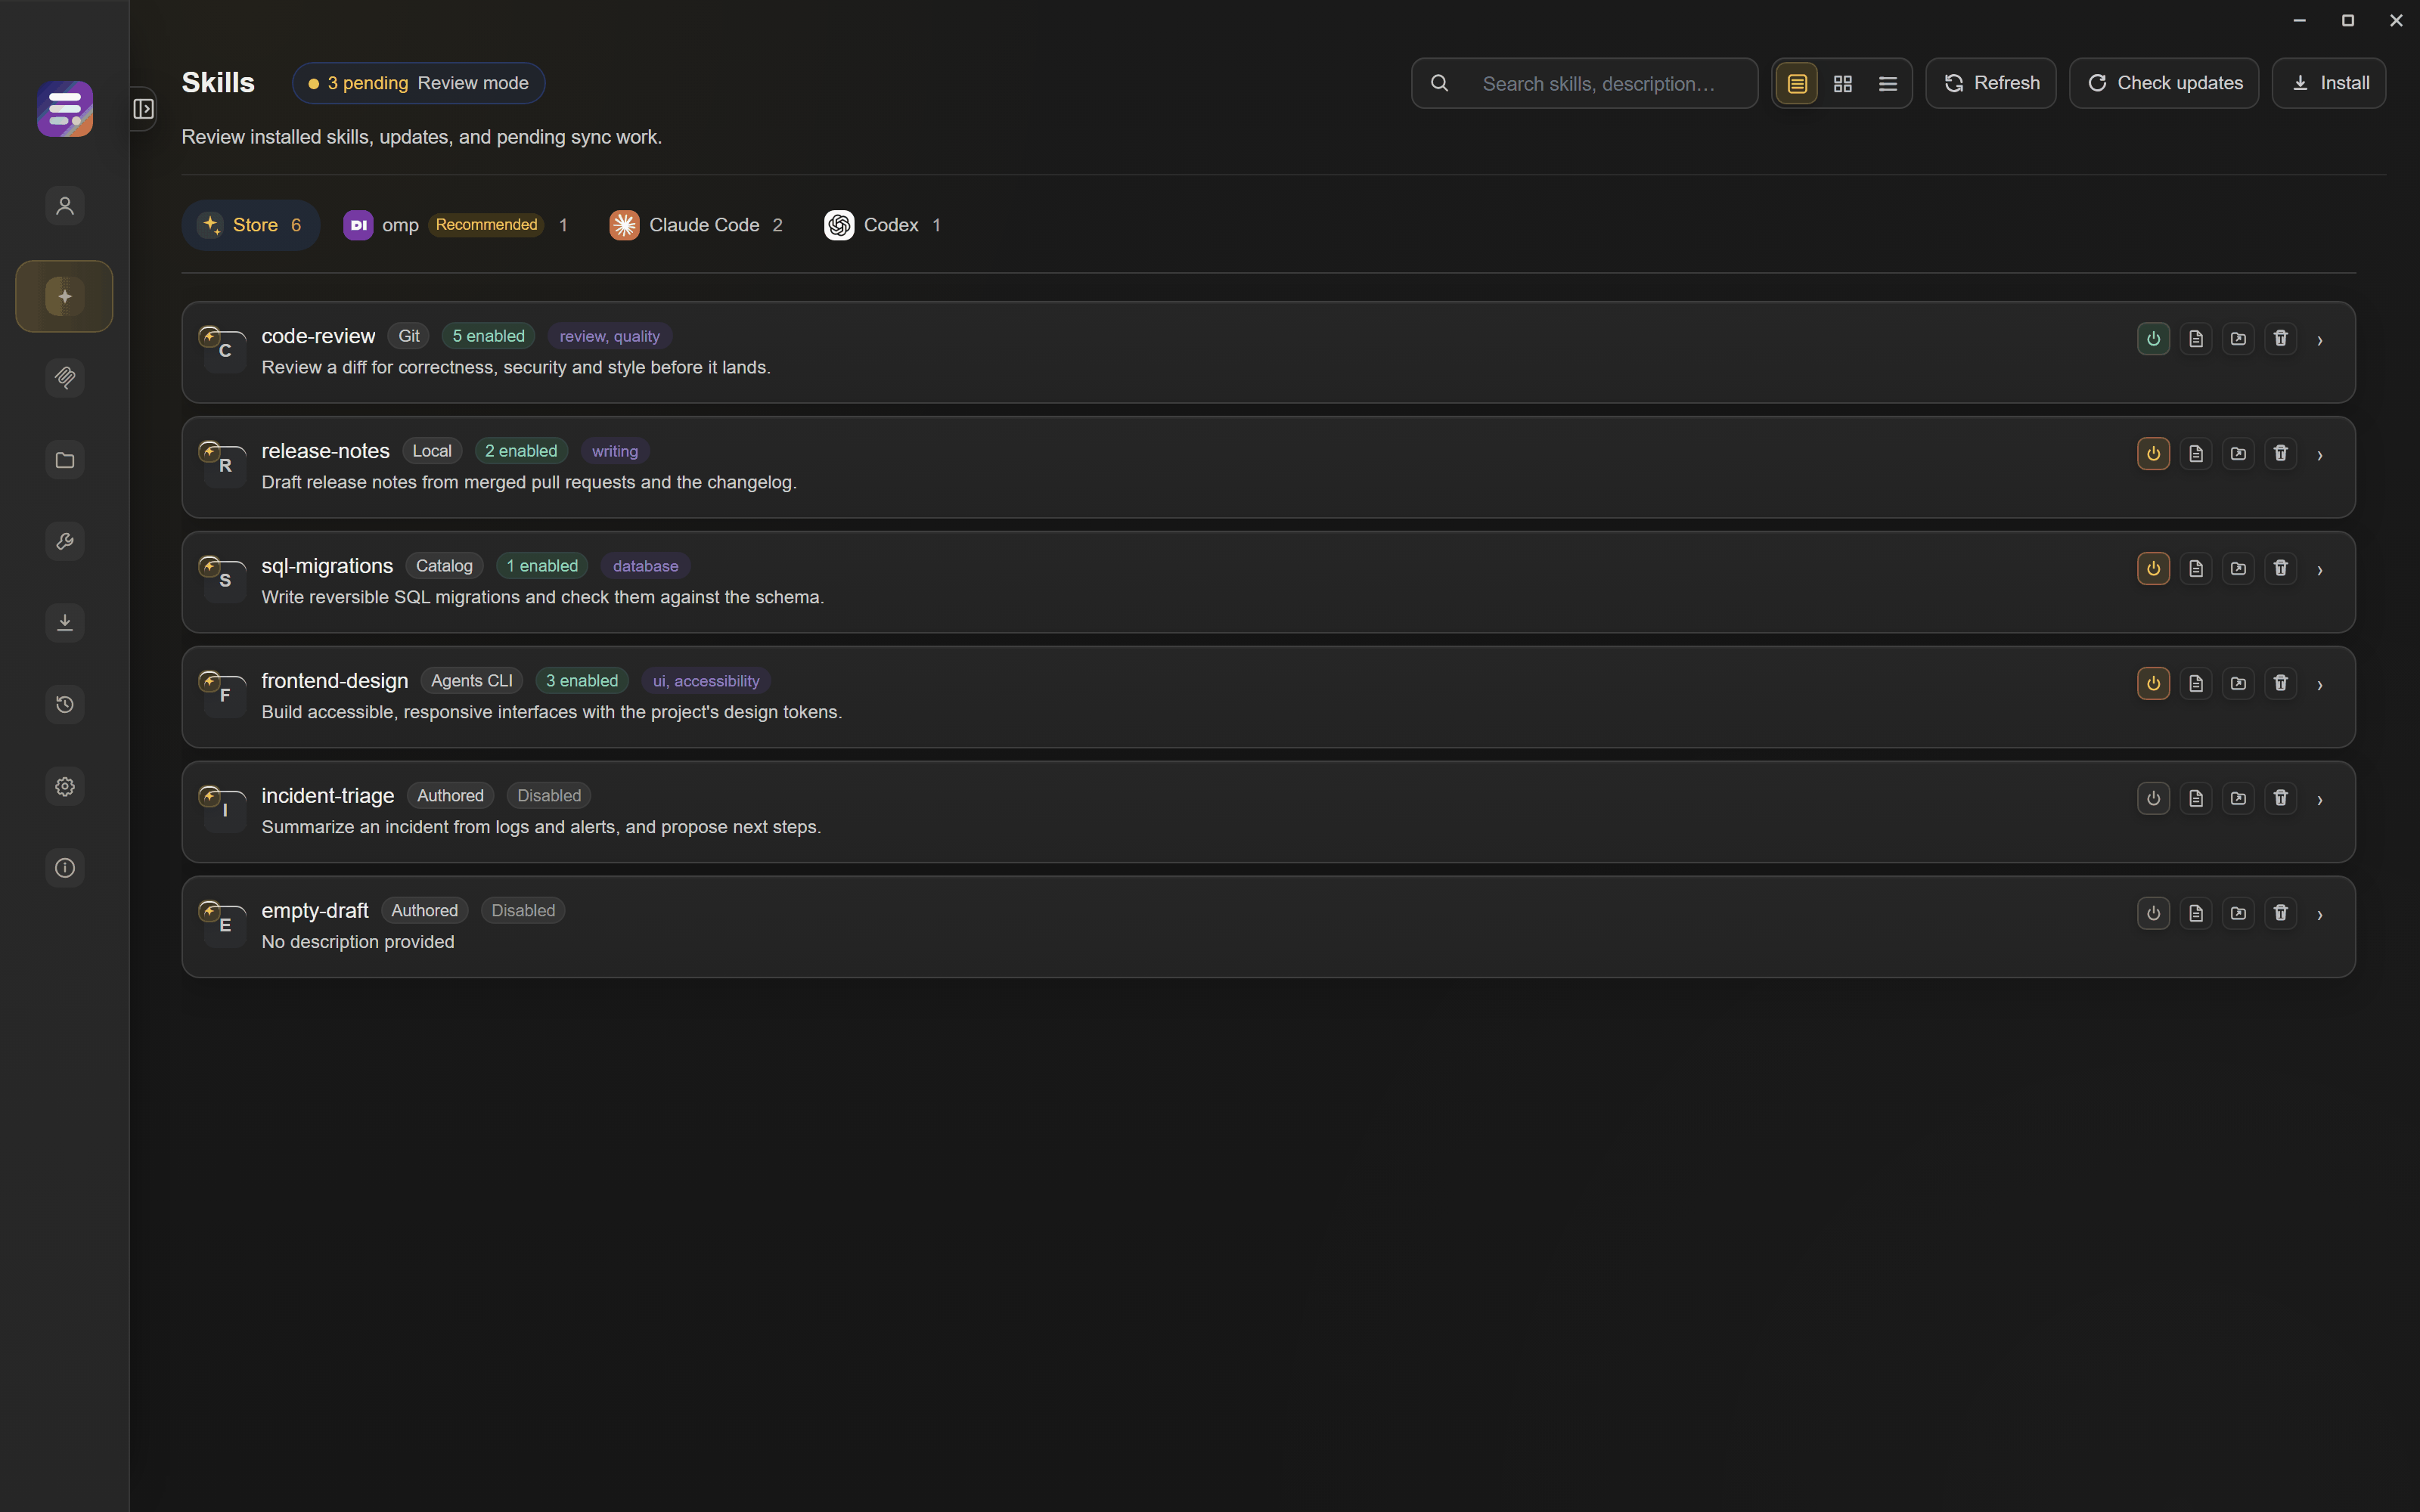 Skills
3 pending Review mode
Search skills, description…
Refresh
Check updates
Install
Review installed skills, updates, and pending sync work.
Store 6
DI omp Recommended 1
Claude Code 2
Codex 1
C code-review Git 5 enabled review, quality
Review a diff for correctness, security and style before it lands.
R release-notes Local 2 enabled writing
Draft release notes from merged pull requests and the changelog.
S sql-migrations Catalog 1 enabled database
Write reversible SQL migrations and check them against the schema.
F frontend-design Agents CLI 3 enabled ui, accessibility
Build accessible, responsive interfaces with the project's design tokens.
I incident-triage Authored Disabled
Summarize an incident from logs and alerts, and propose next steps.
E empty-draft Authored Disabled
No description provided